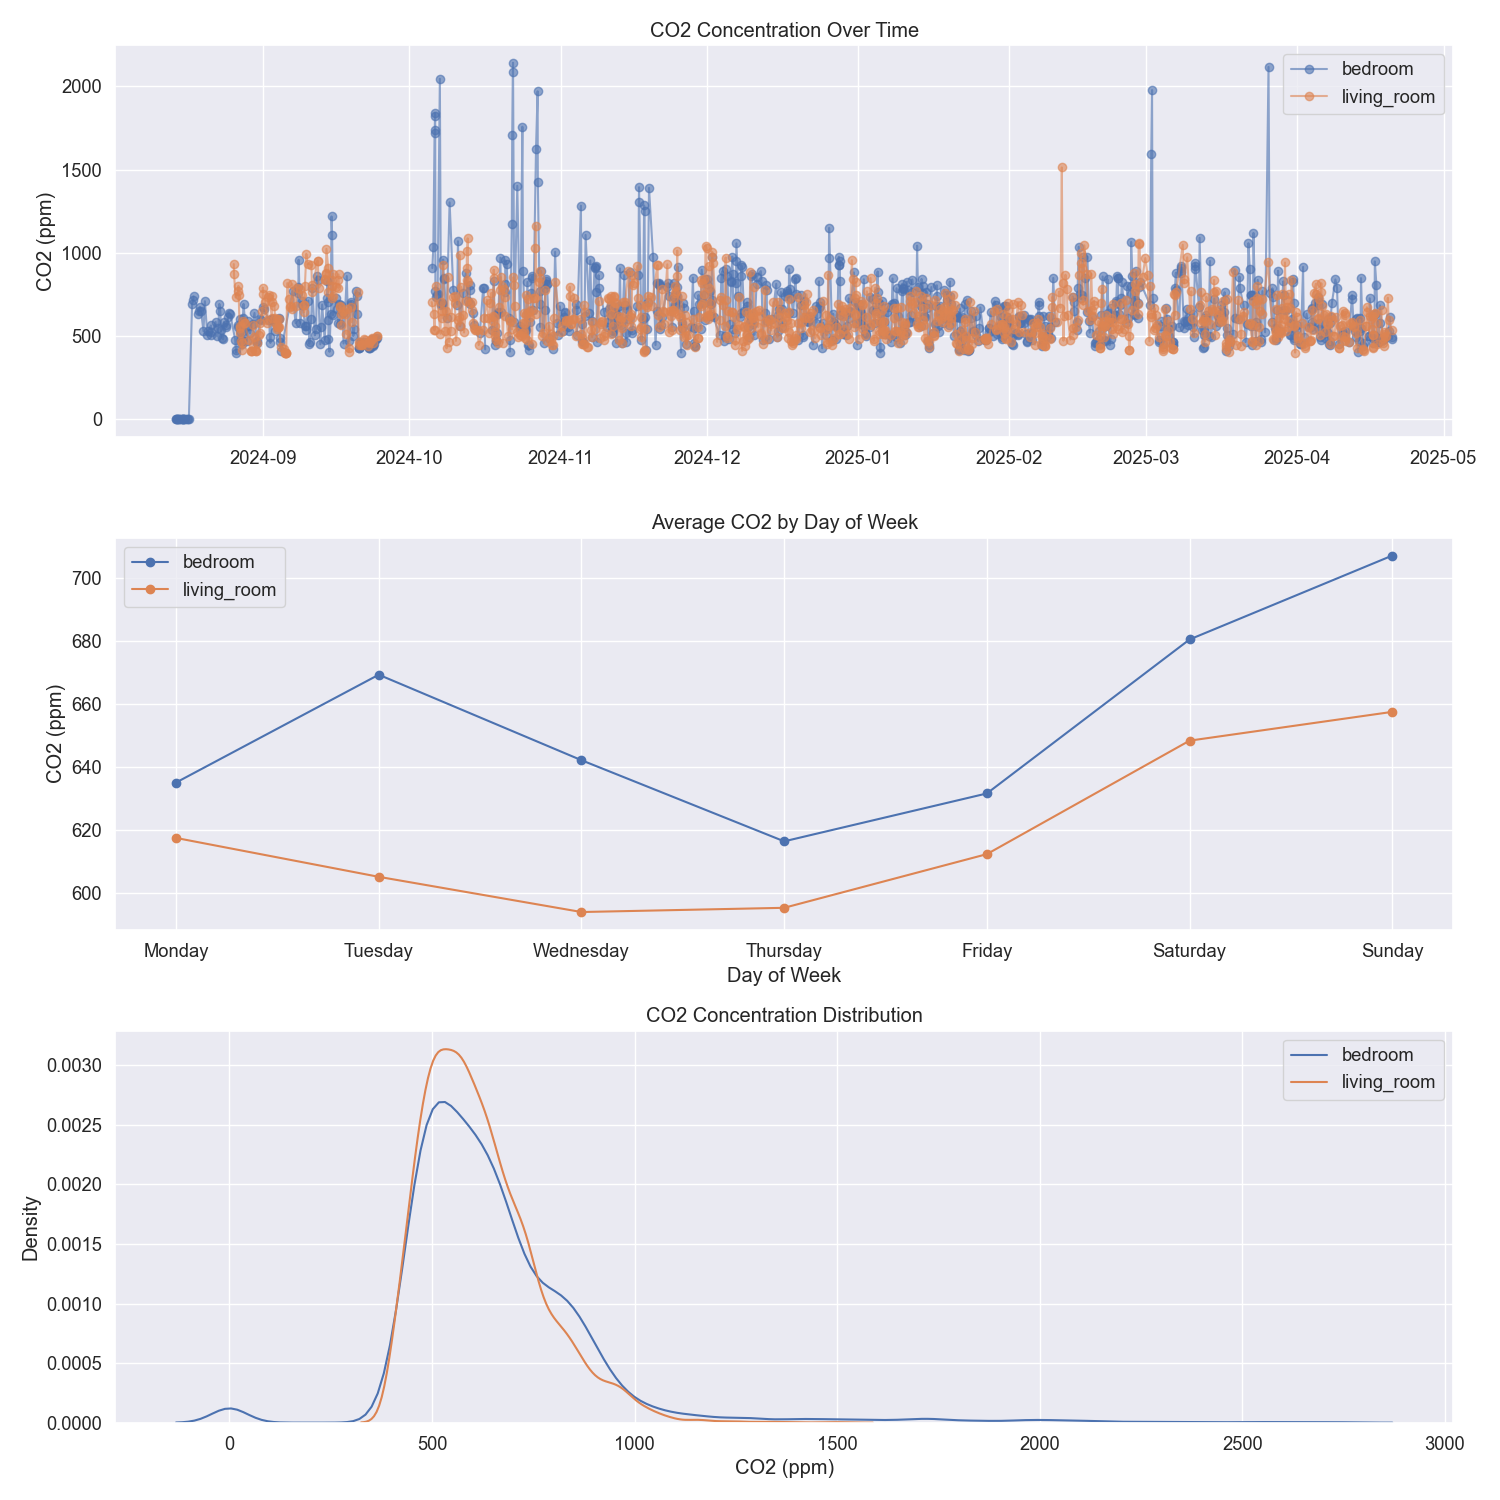 CO2 Concentration Over Time
CO2 (ppm)
2000
1500
1000
500
0
bedroom
living_room
2024-09 2024-10 2024-11 2024-12 2025-01 2025-02 2025-03 2025-04 2025-05
Average CO2 by Day of Week
CO2 (ppm)
700
680
660
640
620
600
bedroom
living_room
Monday Tuesday Wednesday Thursday Friday Saturday Sunday
Day of Week
CO2 Concentration Distribution
Density
0.0030
0.0025
0.0020
0.0015
0.0010
0.0005
0.0000
bedroom
living_room
0 500 1000 1500 2000 2500 3000
CO2 (ppm)